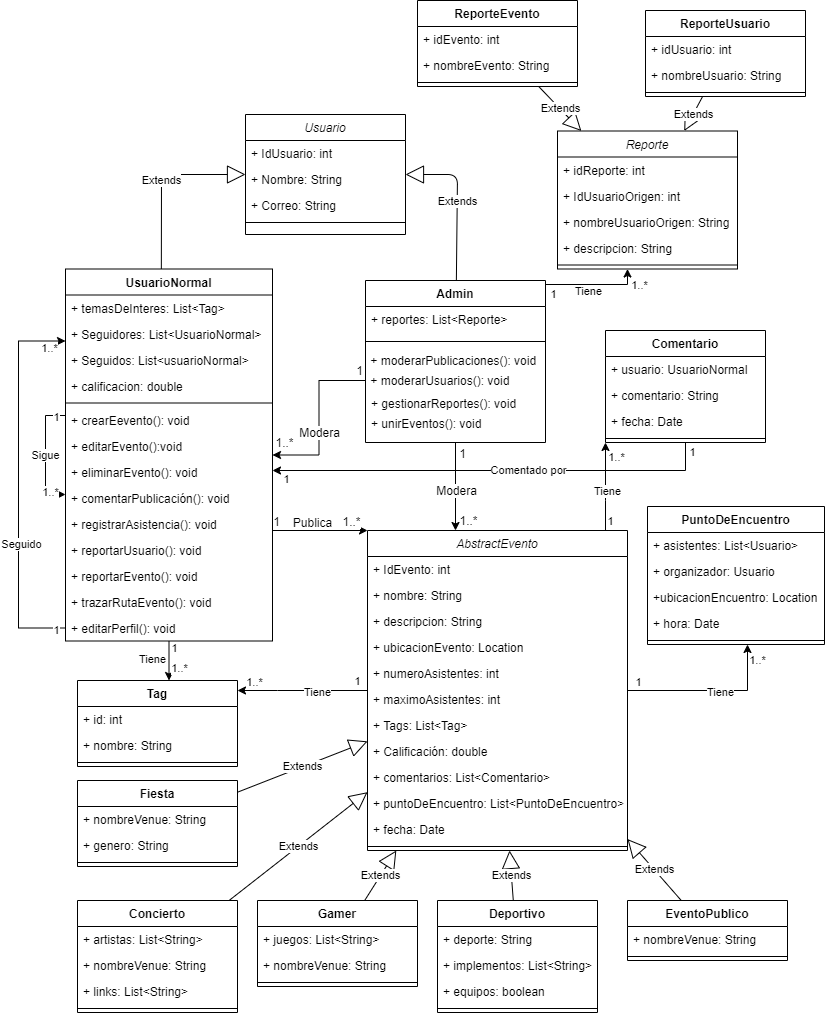 ReporteEvento
+ idEvento: int
+ nombreEvento: String
ReporteUsuario
+ idUsuario: int
+ nombreUsuario: String
Extends
Extends
Usuario
+ IdUsuario: int
+ Nombre: String
+ Correo: String
Reporte
+ idReporte: int
+ IdUsuarioOrigen: int
+ nombreUsuarioOrigen: String
+ descripcion: String
Extends
Extends
UsuarioNormal
+ temasDeInteres: List<Tag>
+ Seguidores: List<UsuarioNormal>
+ Seguidos: List<usuarioNormal>
+ calificacion: double
+ crearEevento(): void
+ editarEvento():void
+ eliminarEvento(): void
+ comentarPublicación(): void
+ registrarAsistencia(): void
+ reportarUsuario(): void
+ reportarEvento(): void
+ trazarRutaEvento(): void
+ editarPerfil(): void
1..*
1
Sigue
1..*
Seguido
1
Admin
+ reportes: List<Reporte>
+ moderarPublicaciones(): void
+ moderarUsuarios(): void
+ gestionarReportes(): void
+ unirEventos(): void
1
Tiene
1..*
1
Modera
1..*
Comentario
+ usuario: UsuarioNormal
+ comentario: String
+ fecha: Date
1
Comentado por
1
1
Modera
1..*
1..*
Tiene
1
1
Publica
1..*
AbstractEvento
+ IdEvento: int
+ nombre: String
+ descripcion: String
+ ubicacionEvento: Location
+ numeroAsistentes: int
+ maximoAsistentes: int
+ Tags: List<Tag>
+ Calificación: double
+ comentarios: List<Comentario>
+ puntoDeEncuentro: List<PuntoDeEncuentro>
+ fecha: Date
PuntoDeEncuentro
+ asistentes: List<Usuario>
+ organizador: Usuario
+ubicacionEncuentro: Location
+ hora: Date
1
Tiene
1..*
1
Tiene
1..*
1..*
Tiene
1
Tag
+ id: int
+ nombre: String
Extends
Fiesta
+ nombreVenue: String
+ genero: String
Extends
Extends
Extends
Extends
Concierto
+ artistas: List<String>
+ nombreVenue: String
+ links: List<String>
Gamer
+ juegos: List<String>
+ nombreVenue: String
Deportivo
+ deporte: String
+ implementos: List<String>
+ equipos: boolean
EventoPublico
+ nombreVenue: String